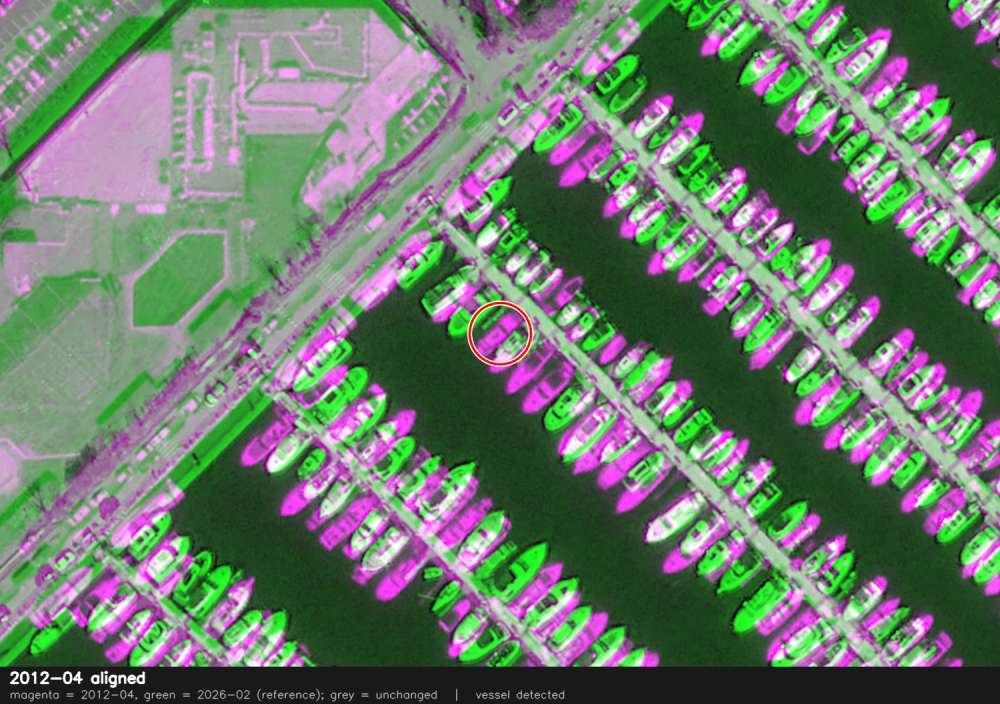 2012-04 aligned
magenta = 2012-04, green = 2026-02 (reference); grey = unchanged | vessel detected